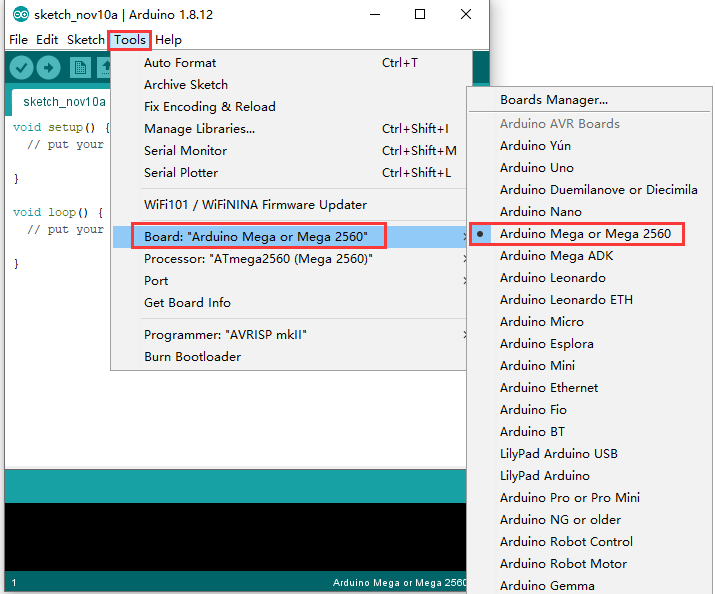 sketch_nov10a | Arduino 1.8.12
File Edit Sketch Tools Help
sketch_nov10a
void setup() {
// put your
}
void loop() {
// put your
}
Auto Format Ctrl+T
Archive Sketch
Fix Encoding & Reload
Manage Libraries... Ctrl+Shift+I
Serial Monitor Ctrl+Shift+M
Serial Plotter Ctrl+Shift+L
WiFi101 / WiFiNINA Firmware Updater
Board: "Arduino Mega or Mega 2560"
Processor: "ATmega2560 (Mega 2560)"
Port
Get Board Info
Programmer: "AVRISP mkII"
Burn Bootloader
Boards Manager...
Arduino AVR Boards
Arduino Yún
Arduino Uno
Arduino Duemilanove or Diecimila
Arduino Nano
Arduino Mega or Mega 2560
Arduino Mega ADK
Arduino Leonardo
Arduino Leonardo ETH
Arduino Micro
Arduino Esplora
Arduino Mini
Arduino Ethernet
Arduino Fio
Arduino BT
LilyPad Arduino USB
LilyPad Arduino
Arduino Pro or Pro Mini
Arduino NG or older
Arduino Robot Control
Arduino Robot Motor
Arduino Gemma
1 Arduino Mega or Mega 2560